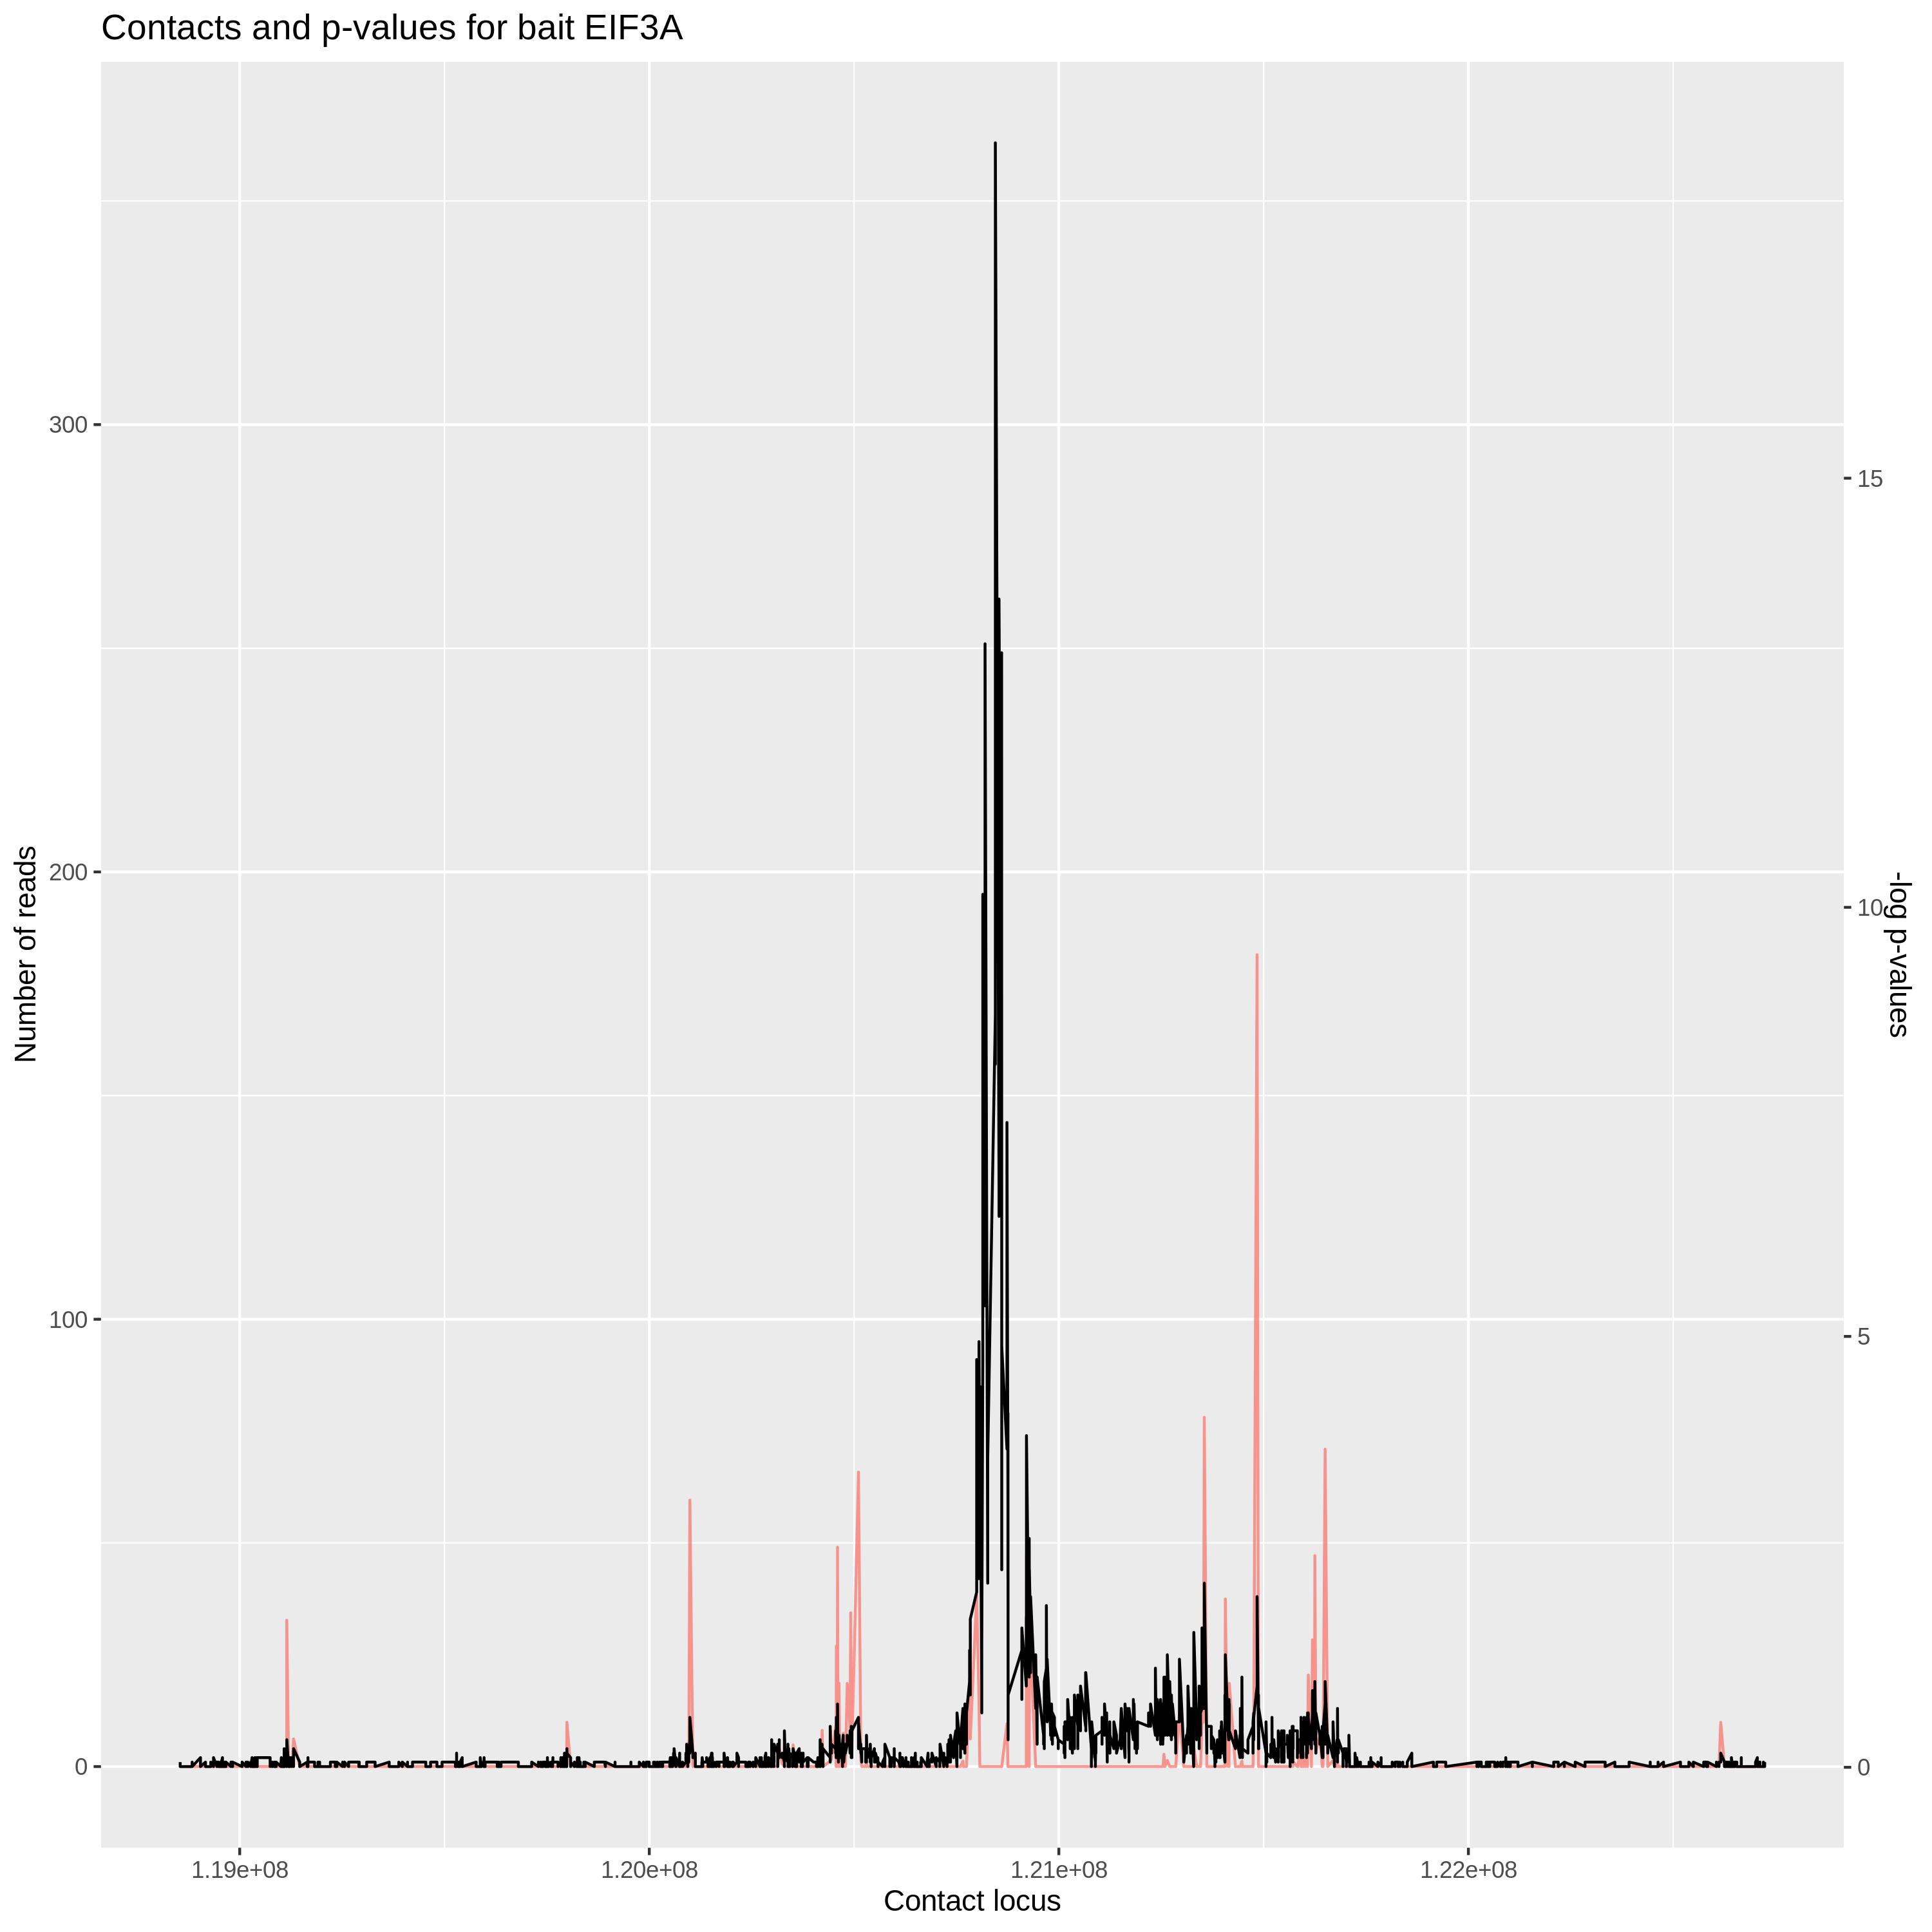 Contacts and p-values for bait EIF3A
300
200
100
0
Number of reads
15
10
5
0
-log p-values
1.19e+08
1.20e+08
1.21e+08
1.22e+08
Contact locus